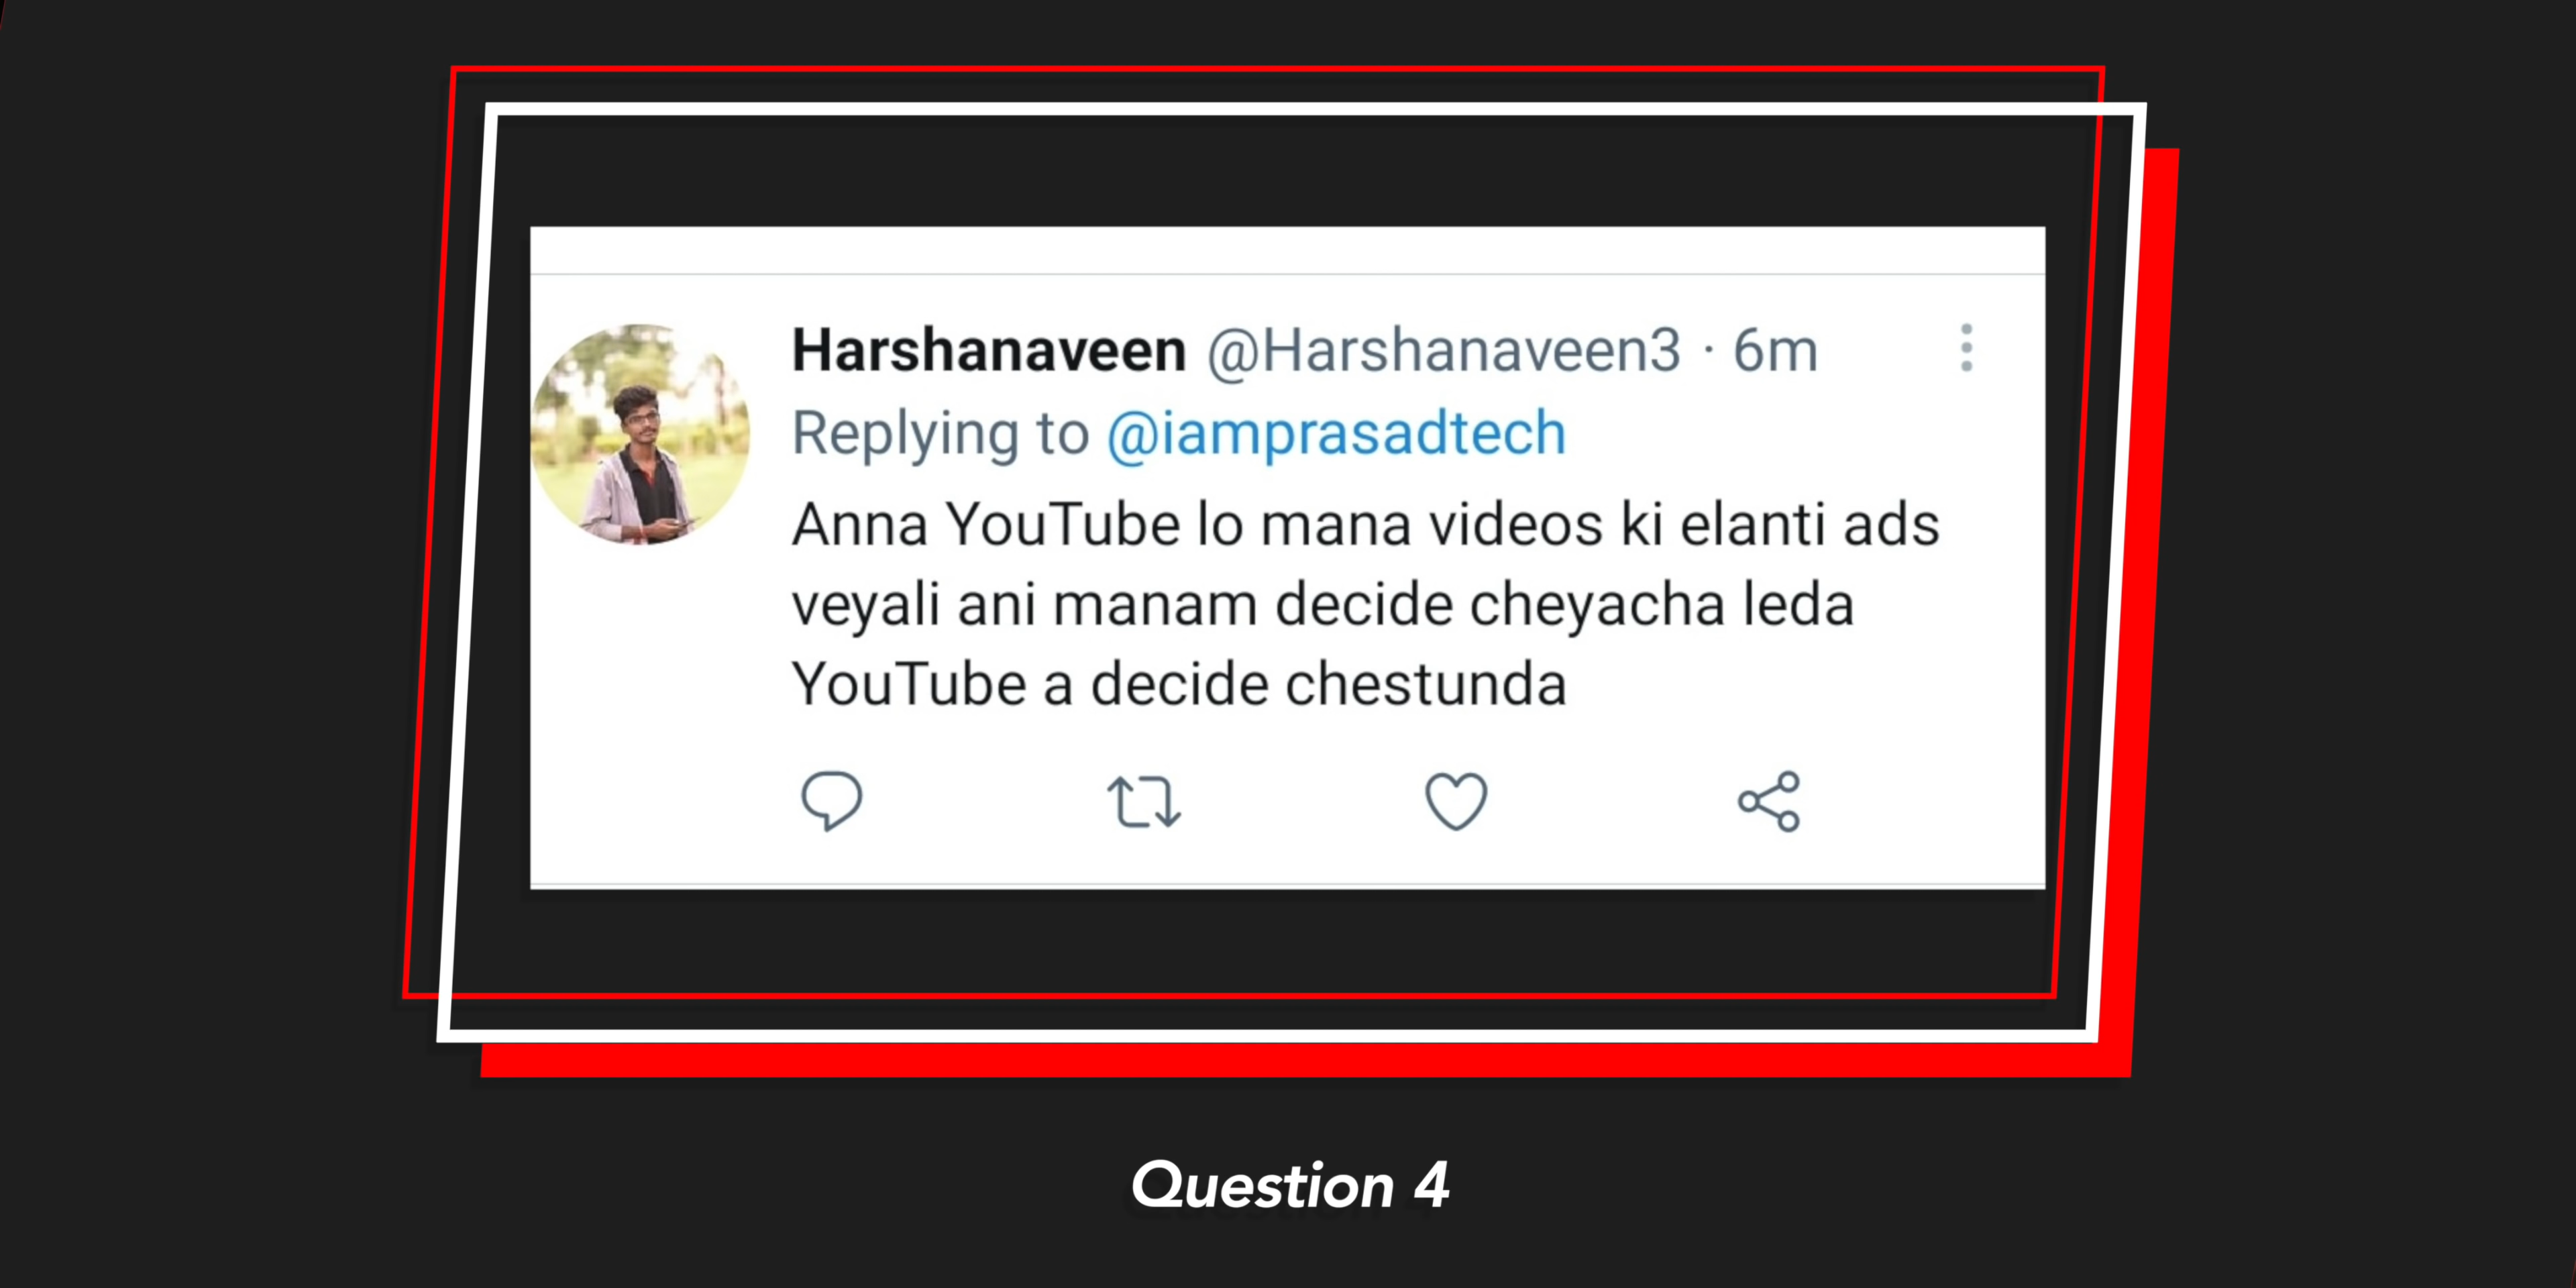 Harshanaveen @Harshanaveen3 · 6m
Replying to @iamprasadtech
Anna YouTube lo mana videos ki elanti ads
veyali ani manam decide cheyacha leda
YouTube a decide chestunda
Question 4